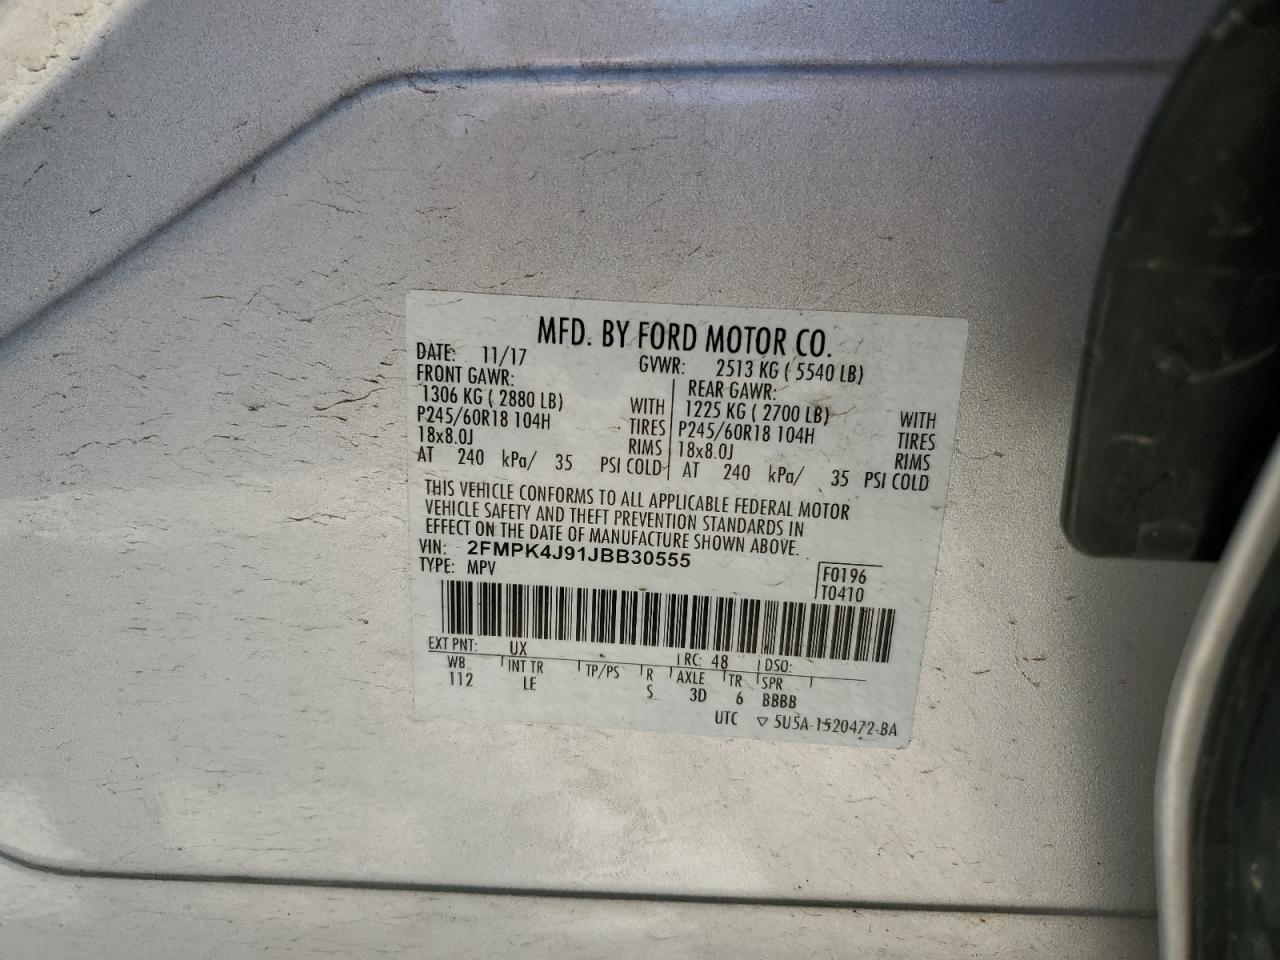 MFD. BY FORD MOTOR CO.
DATE: 11/17 GVWR: 2513 KG ( 5540 LB)
FRONT GAWR: REAR GAWR:
1306 KG ( 2880 LB) WITH 1225 KG ( 2700 LB) WITH
P245/60R18 104H TIRES P245/60R18 104H TIRES
18x8.0J RIMS 18x8.0J RIMS
AT 240 kPa/ 35 PSI COLD AT 240 kPa/ 35 PSI COLD
THIS VEHICLE CONFORMS TO ALL APPLICABLE FEDERAL MOTOR
VEHICLE SAFETY AND THEFT PREVENTION STANDARDS IN
EFFECT ON THE DATE OF MANUFACTURE SHOWN ABOVE.
VIN: 2FMPK4J91JBB30555
TYPE: MPV F0196
T0410
EXT PNT: UX RC: 48 DSO:
WB INT TR TP/PS R AXLE TR SPR
112 LE S 3D 6 BBBB
UTC ▽ 5U5A-1520472-BA